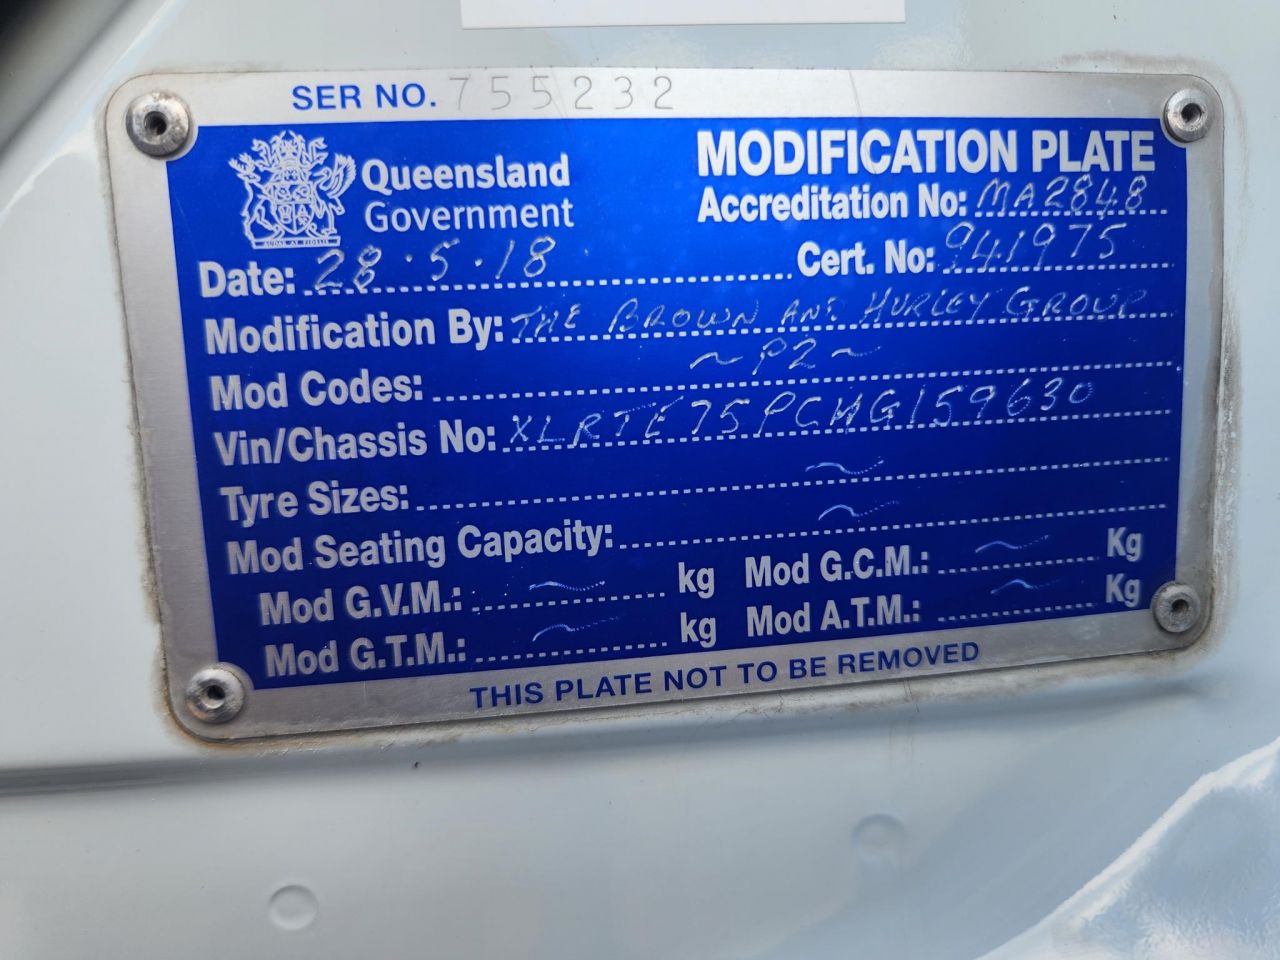 SER NO. 755232
Queensland
Government
MODIFICATION PLATE
Accreditation No: MA2848
Date: 28.5.18
Cert. No: 941975
Modification By: THE BROWN AND HURLEY GROUP
Mod Codes: ~P2~
Vin/Chassis No: XLRTE75PCHG159630
Tyre Sizes: ~
Mod Seating Capacity: ~
Mod G.V.M.: ~ kg Mod G.C.M.: ~ Kg
Mod G.T.M.: ~ kg Mod A.T.M.: ~ Kg
THIS PLATE NOT TO BE REMOVED